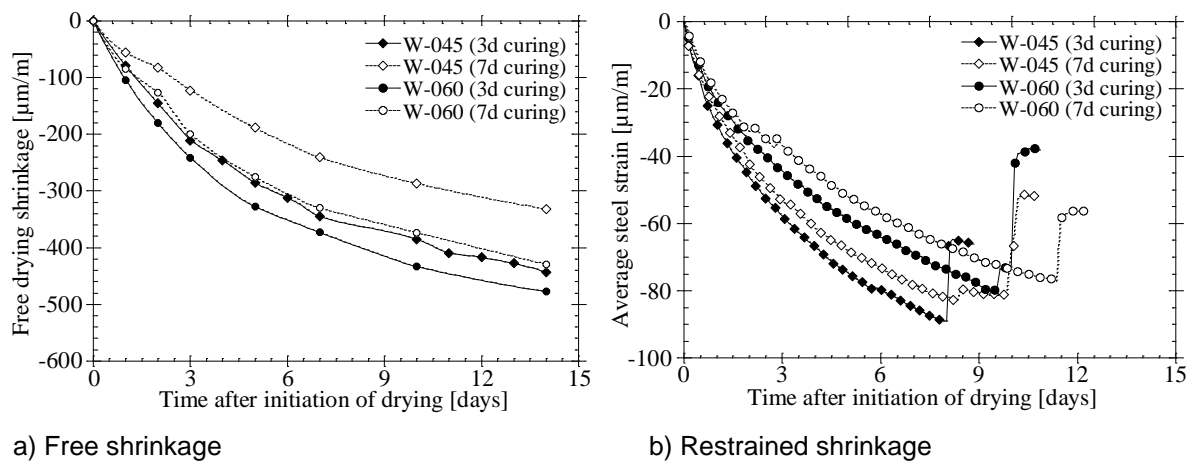 0
-100
-200
-300
-400
-500
-600
Free drying shrinkage [µm/m]
W-045 (3d curing)
W-045 (7d curing)
W-060 (3d curing)
W-060 (7d curing)
0 3 6 9 12 15
Time after initiation of drying [days]
a) Free shrinkage
0
-20
-40
-60
-80
-100
Average steel strain [µm/m]
W-045 (3d curing)
W-045 (7d curing)
W-060 (3d curing)
W-060 (7d curing)
0 3 6 9 12 15
Time after initiation of drying [days]
b) Restrained shrinkage